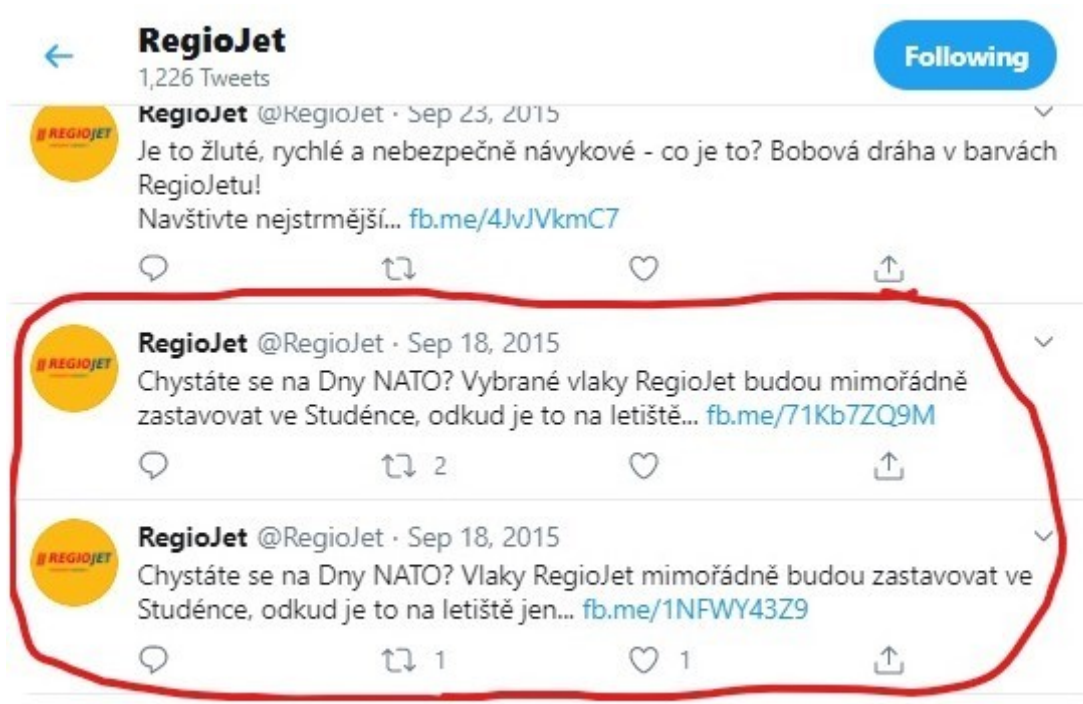 RegioJet
1,226 Tweets
Following
RegioJet @RegioJet · Sep 23, 2015
REGIOJET
Je to žluté, rychlé a nebezpečně návykové - co je to? Bobová dráha v barvách
RegioJetu!
Navštivte nejstrmější... fb.me/4JvJVkmC7
RegioJet @RegioJet · Sep 18, 2015
REGIOJET
Chystáte se na Dny NATO? Vybrané vlaky RegioJet budou mimořádně
zastavovat ve Studénce, odkud je to na letiště... fb.me/71Kb7ZQ9M
2
RegioJet @RegioJet · Sep 18, 2015
REGIOJET
Chystáte se na Dny NATO? Vlaky RegioJet mimořádně budou zastavovat ve
Studénce, odkud je to na letiště jen... fb.me/1NFWY43Z9
1 1